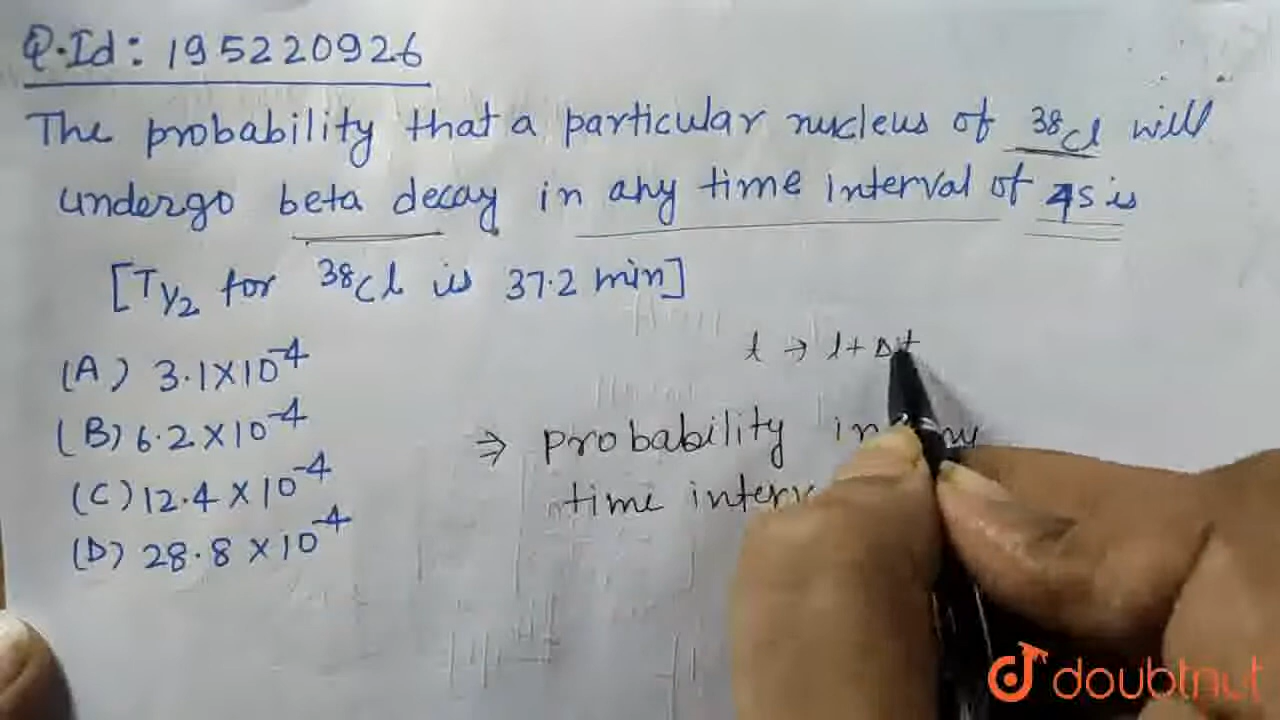 Q.Id: 195220926
The probability that a particular nucleus of ³⁸Cl will
undergo beta decay in any time interval of 4s is
[T½ for ³⁸Cl is 37.2 min]
(A) 3.1×10⁻⁴
(B) 6.2×10⁻⁴
(C) 12.4×10⁻⁴
(D) 28.8×10⁻⁴
t → t+Δt
⇒ probability in
time
doubtnut